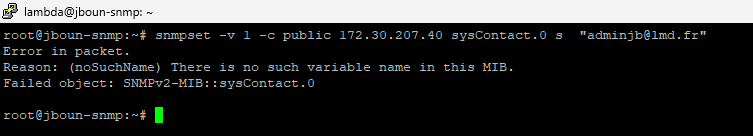 lambda@jboun-snmp: ~
root@jboun-snmp:~# snmpset -v 1 -c public 172.30.207.40 sysContact.0 s  "adminjb@lmd.fr"
Error in packet.
Reason: (noSuchName) There is no such variable name in this MIB.
Failed object: SNMPv2-MIB::sysContact.0
root@jboun-snmp:~#